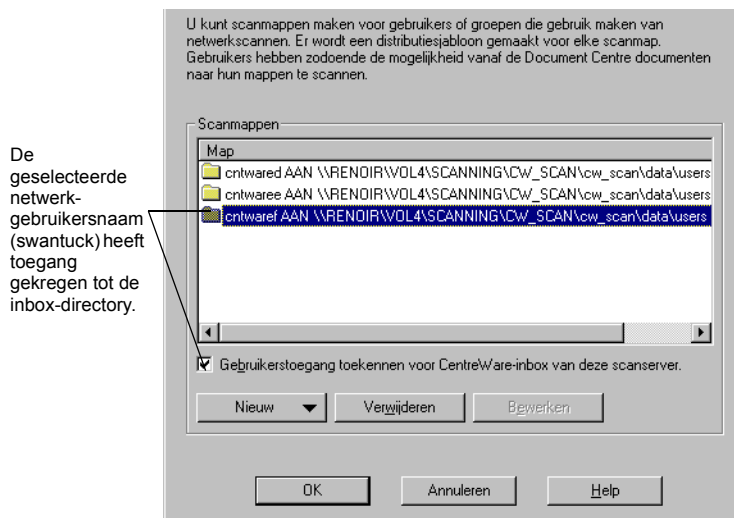 U kunt scanmappen maken voor gebruikers of groepen die gebruik maken van
netwerkscannen. Er wordt een distributiesjabloon gemaakt voor elke scanmap.
Gebruikers hebben zodoende de mogelijkheid vanaf de Document Centre documenten
naar hun mappen te scannen.
Scanmappen
Map
cntwared AAN \\RENOIR\VOL4\SCANNING\CW_SCAN\cw_scan\data\users
cntwaree AAN \\RENOIR\VOL4\SCANNING\CW_SCAN\cw_scan\data\users
cntwaref AAN \\RENOIR\VOL4\SCANNING\CW_SCAN\cw_scan\data\users
De
geselecteerde
netwerk-
gebruikersnaam
(swantuck) heeft
toegang
gekregen tot de
inbox-directory.
Gebruikerstoegang toekennen voor CentreWare-inbox van deze scanserver.
Nieuw
Verwijderen
Bewerken
OK
Annuleren
Help